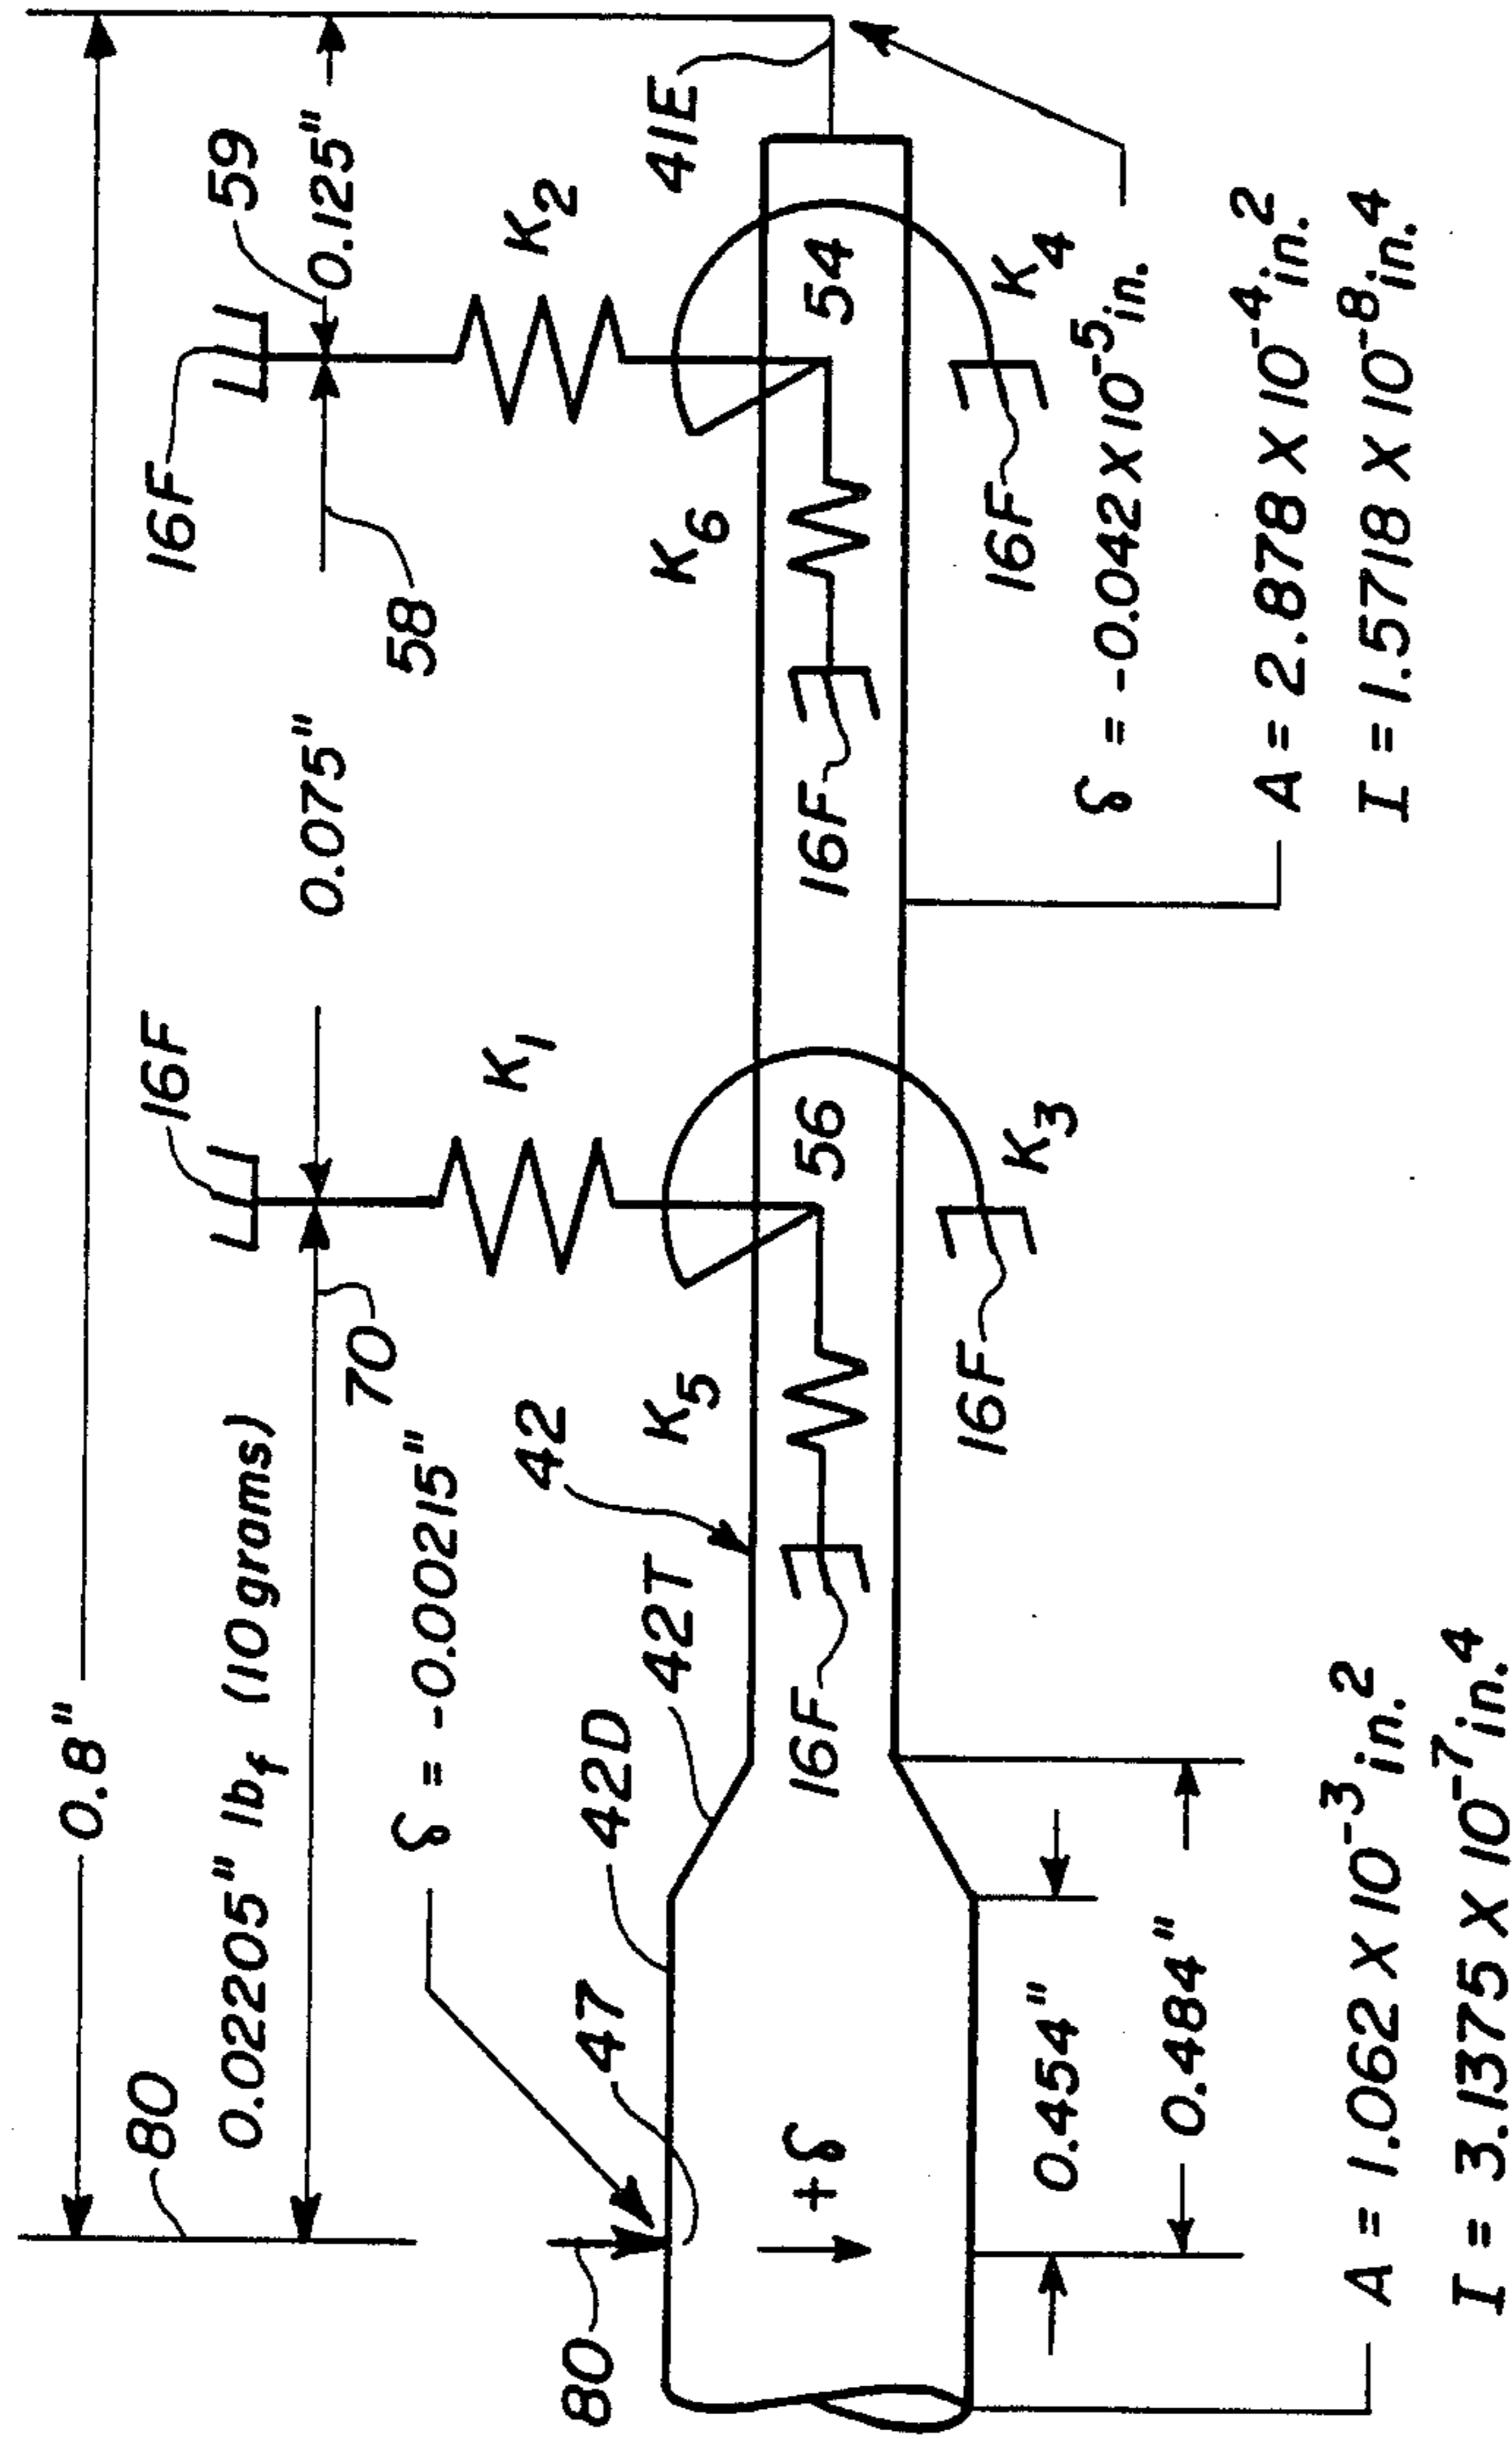 0.8"
80
0.02205" lbf (10 grams)
16F
0.075"
16F
59
0.125"
70
58
δ = -0.00215"
K1
K2
42
42D
42T
K5
K6
41E
47
80
+δ
56
54
16F
16F
K3
K4
16F
16F
0.454"
0.484"
δ = -0.042 X 10-5 in.
A = 2.878 X 10-4 in.2
I = 1.5718 X 10-8 in.4
A = 1.062 X 10-3 in.2
I = 3.1375 X 10-7 in.4